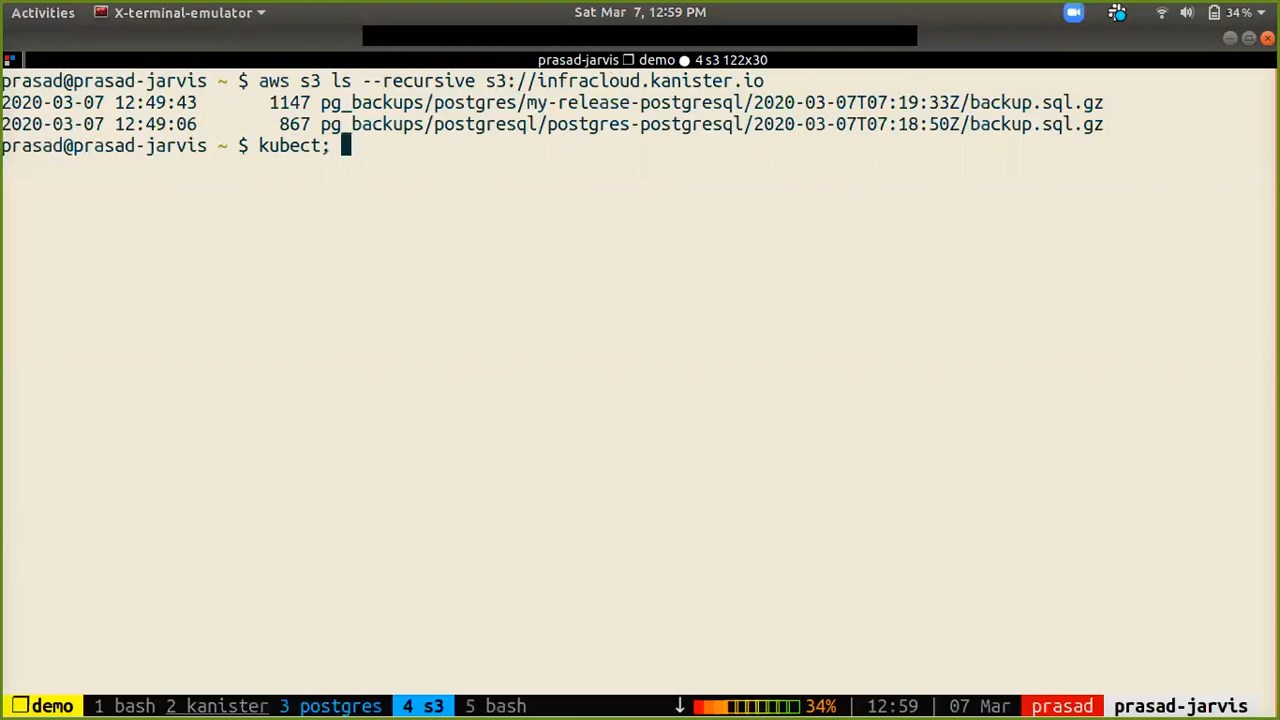 Activities X-terminal-emulator Sat Mar 7, 12:59 PM 34%
prasad-jarvis ❐ demo ● 4 s3 122x30
prasad@prasad-jarvis ~ $ aws s3 ls --recursive s3://infracloud.kanister.io
2020-03-07 12:49:43 1147 pg_backups/postgres/my-release-postgresql/2020-03-07T07:19:33Z/backup.sql.gz
2020-03-07 12:49:06 867 pg_backups/postgresql/postgres-postgresql/2020-03-07T07:18:50Z/backup.sql.gz
prasad@prasad-jarvis ~ $ kubect;
❐ demo 1 bash 2 kanister 3 postgres 4 s3 5 bash ↓ 34% | 12:59 | 07 Mar prasad prasad-jarvis